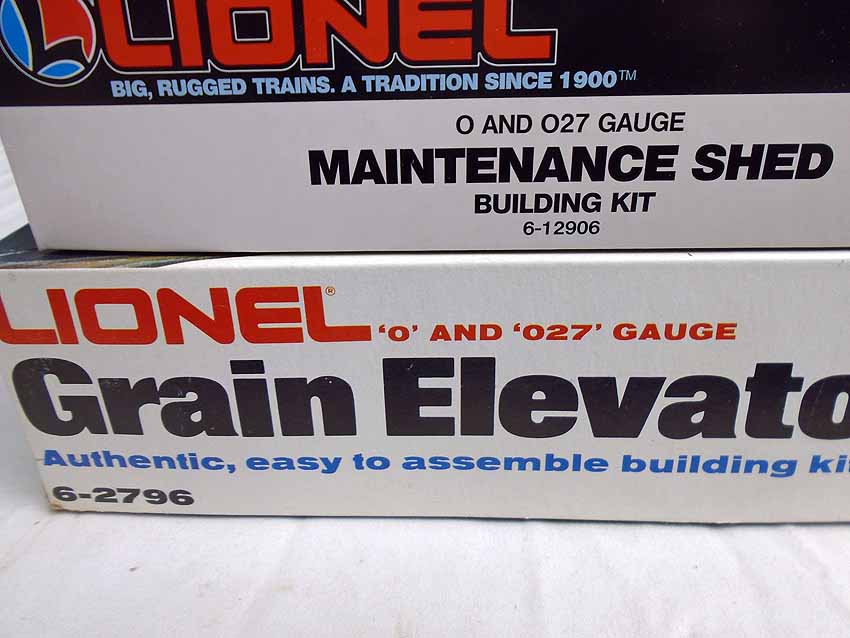 LIONEL
BIG, RUGGED TRAINS. A TRADITION SINCE 1900™
O AND O27 GAUGE
MAINTENANCE SHED
BUILDING KIT
6-12906
LIONEL® 'O' AND 'O27' GAUGE
Grain Elevato
Authentic, easy to assemble building ki
6-2796